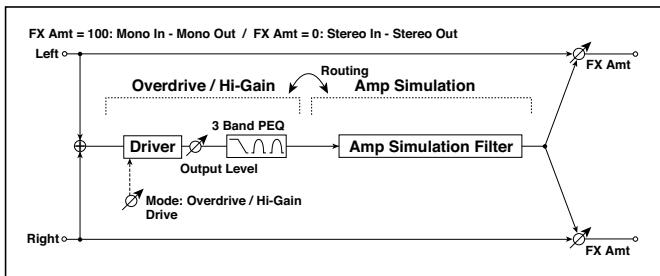 FX Amt = 100: Mono In - Mono Out / FX Amt = 0: Stereo In - Stereo Out
Left
FX Amt
Routing
Overdrive / Hi-Gain
Amp Simulation
3 Band PEQ
Driver
Amp Simulation Filter
Output Level
Mode: Overdrive / Hi-Gain
Drive
Right
FX Amt